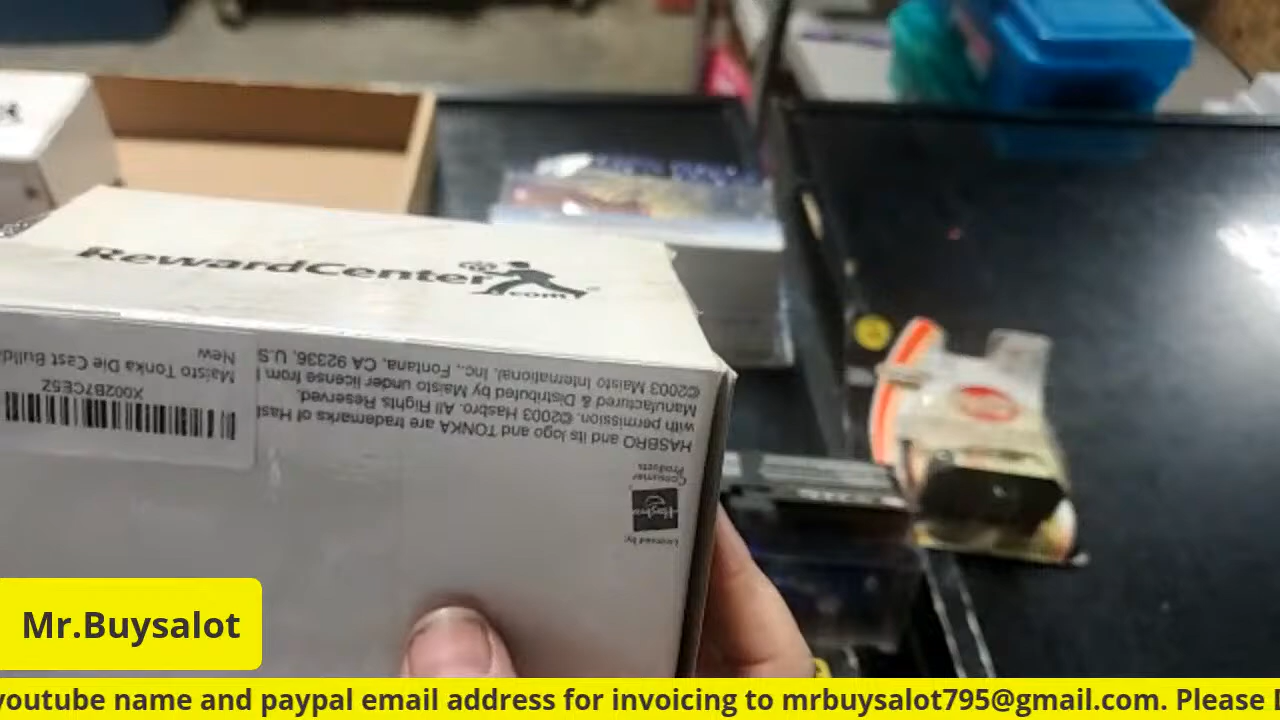 RewardCenter
.com
©2003 Maisto International, Inc., Fontana, CA 92336, U.S
Manufactured & Distributed by Maisto under license from
with permission. ©2003 Hasbro. All Rights Reserved.
HASBRO and its logo and TONKA are trademarks of Has
Maisto Tonka Die Cast Build
New
X002B7CE5Z
Licensed by:
Hasbro
Consumer
Products
Mr.Buysalot
youtube name and paypal email address for invoicing to mrbuysalot795@gmail.com. Please